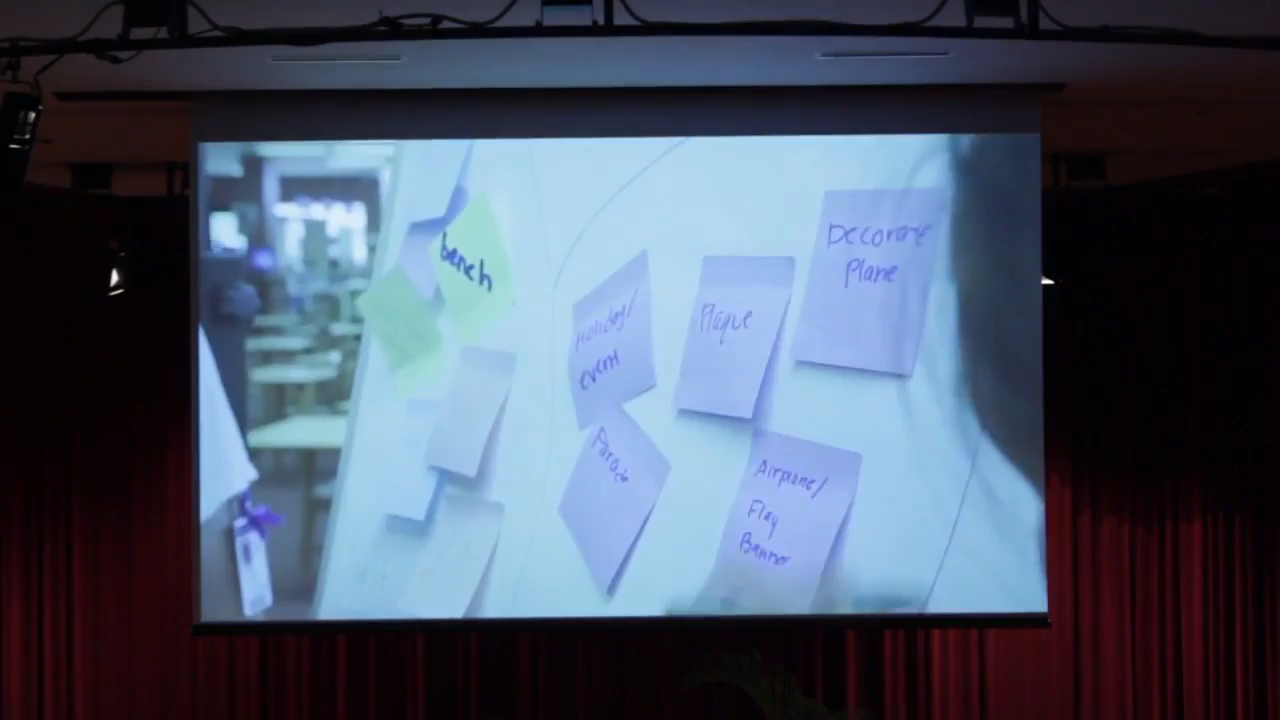 bench
Holiday/
event
Plaque
Decorate
Plane
Parade
Airplane/
Flag
Banner